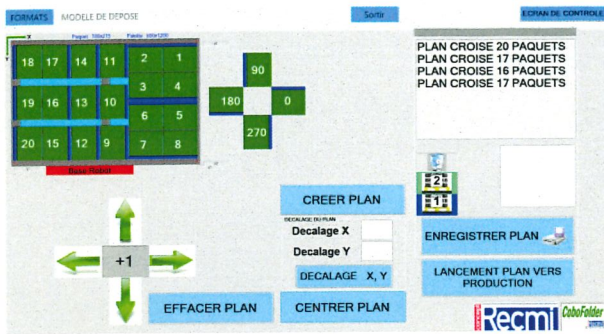 FORMATS MODELE DE DEPOSE Sortir ECRAN DE CONTROLE
X
Y
18 17 14 11 2 1
3 4
19 16 13 10
6 5
20 15 12 9 7 8
Base Robot
90
180 0
270
PLAN CROISE 20 PAQUETS
PLAN CROISE 17 PAQUETS
PLAN CROISE 16 PAQUETS
PLAN CROISE 17 PAQUETS
2
1
+1
CREER PLAN
DECALAGE DU PLAN
Decalage X
Decalage Y
DECALAGE X, Y
EFFACER PLAN
CENTRER PLAN
ENREGISTRER PLAN
LANCEMENT PLAN VERS
PRODUCTION
Recmi
CoboFolder